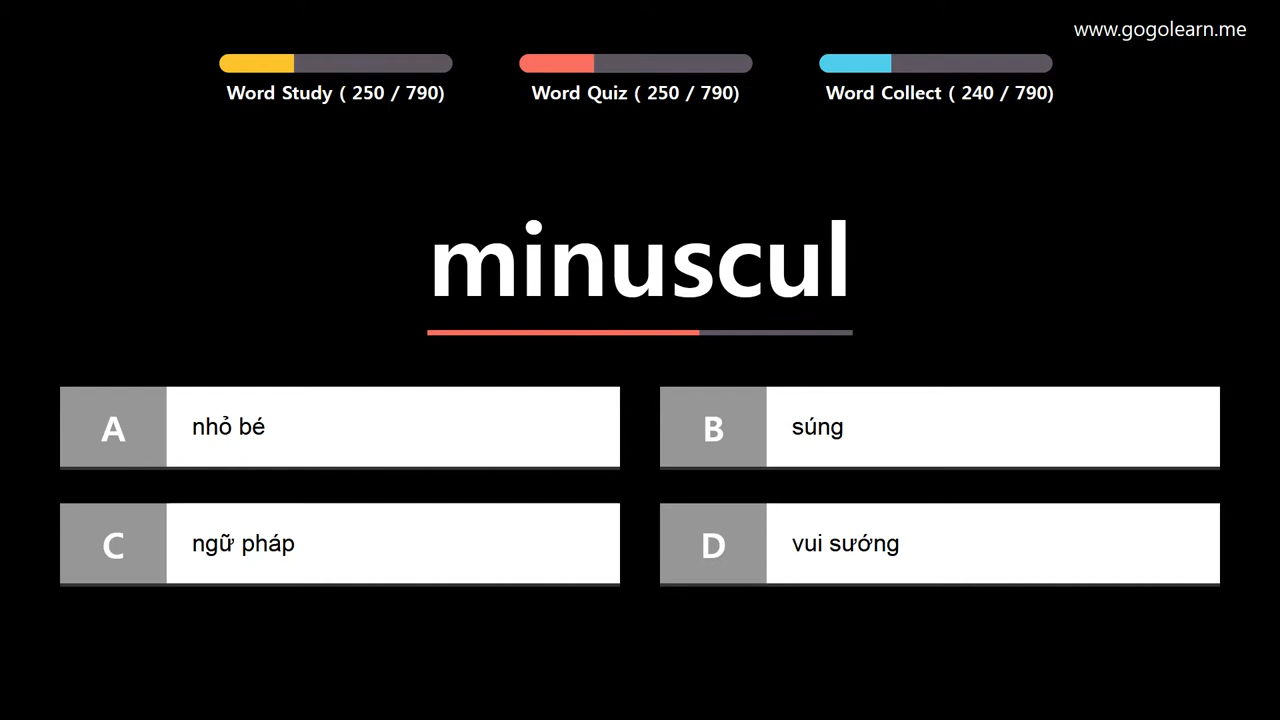 www.gogolearn.me
Word Study ( 250 / 790)
Word Quiz ( 250 / 790)
Word Collect ( 240 / 790)
minuscul
A nhỏ bé
B súng
C ngữ pháp
D vui sướng